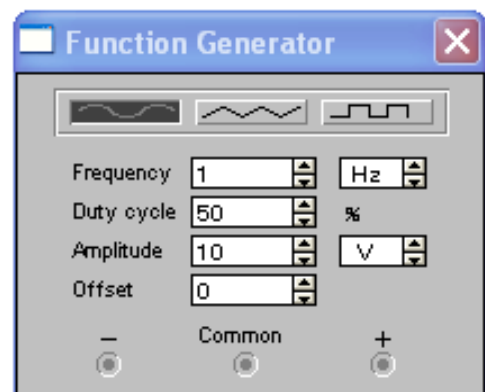 Function Generator
Frequency 1 Hz
Duty cycle 50 %
Amplitude 10 V
Offset 0
− Common +